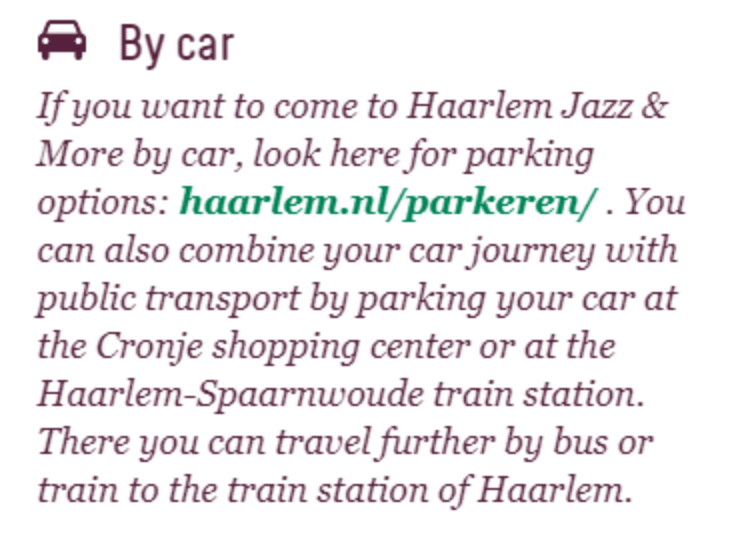 By car
If you want to come to Haarlem Jazz &
More by car, look here for parking
options: haarlem.nl/parkeren/ . You
can also combine your car journey with
public transport by parking your car at
the Cronje shopping center or at the
Haarlem-Spaarnwoude train station.
There you can travel further by bus or
train to the train station of Haarlem.